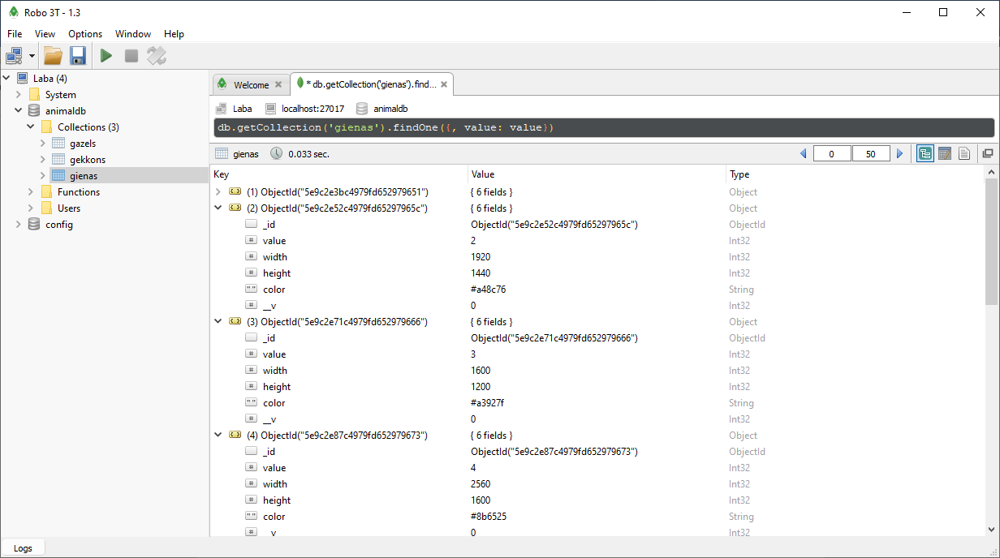 Robo 3T - 1.3
File View Options Window Help
Laba (4)
System
animaldb
Collections (3)
gazels
gekkons
gienas
Functions
Users
config
Welcome
* db.getCollection('gienas').find...
Laba localhost:27017 animaldb
db.getCollection('gienas').findOne({, value: value})
gienas 0.033 sec. 0 50
Key Value Type
(1) ObjectId("5e9c2e3bc4979fd652979651") { 6 fields } Object
(2) ObjectId("5e9c2e52c4979fd65297965c") { 6 fields } Object
_id ObjectId("5e9c2e52c4979fd65297965c") ObjectId
# value 2 Int32
# width 1920 Int32
# height 1440 Int32
"" color #a48c76 String
# __v 0 Int32
(3) ObjectId("5e9c2e71c4979fd652979666") { 6 fields } Object
_id ObjectId("5e9c2e71c4979fd652979666") ObjectId
# value 3 Int32
# width 1600 Int32
# height 1200 Int32
"" color #a3927f String
# __v 0 Int32
(4) ObjectId("5e9c2e87c4979fd652979673") { 6 fields } Object
_id ObjectId("5e9c2e87c4979fd652979673") ObjectId
# value 4 Int32
# width 2560 Int32
# height 1600 Int32
"" color #8b6525 String
# __v 0 Int32
Logs